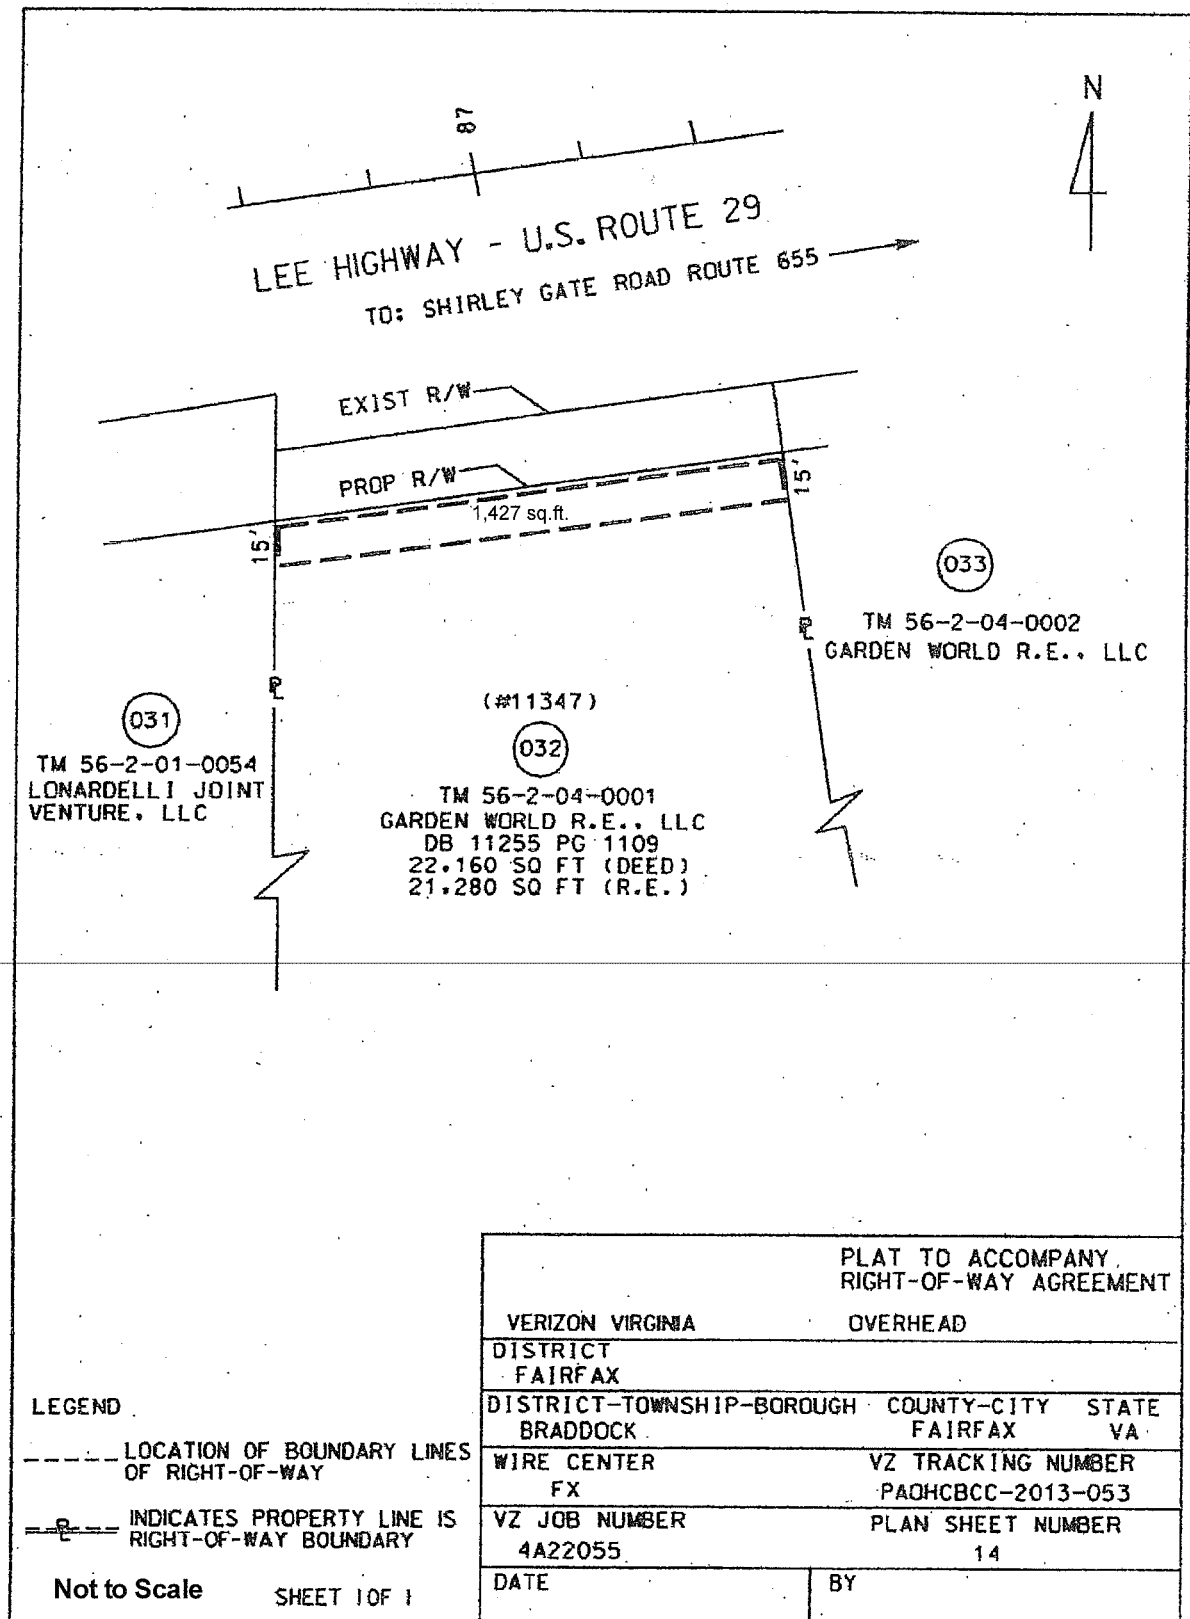 N
87
LEE HIGHWAY - U.S. ROUTE 29
TO: SHIRLEY GATE ROAD ROUTE 655
EXIST R/W
PROP R/W
1,427 sq.ft.
15'
15'
033
TM 56-2-04-0002
GARDEN WORLD R.E., LLC
031
TM 56-2-01-0054
LONARDELLI JOINT
VENTURE, LLC
(#11347)
032
TM 56-2-04-0001
GARDEN WORLD R.E., LLC
DB 11255 PG 1109
22,160 SQ FT (DEED)
21,280 SQ FT (R.E.)
PL
PL
PLAT TO ACCOMPANY
RIGHT-OF-WAY AGREEMENT
VERIZON VIRGINIA OVERHEAD
DISTRICT
FAIRFAX
DISTRICT-TOWNSHIP-BOROUGH COUNTY-CITY STATE
BRADDOCK FAIRFAX VA
WIRE CENTER VZ TRACKING NUMBER
FX PAOHCBCC-2013-053
VZ JOB NUMBER PLAN SHEET NUMBER
4A22055 14
DATE BY
LEGEND
LOCATION OF BOUNDARY LINES
OF RIGHT-OF-WAY
PL INDICATES PROPERTY LINE IS
RIGHT-OF-WAY BOUNDARY
Not to Scale SHEET 1 OF 1